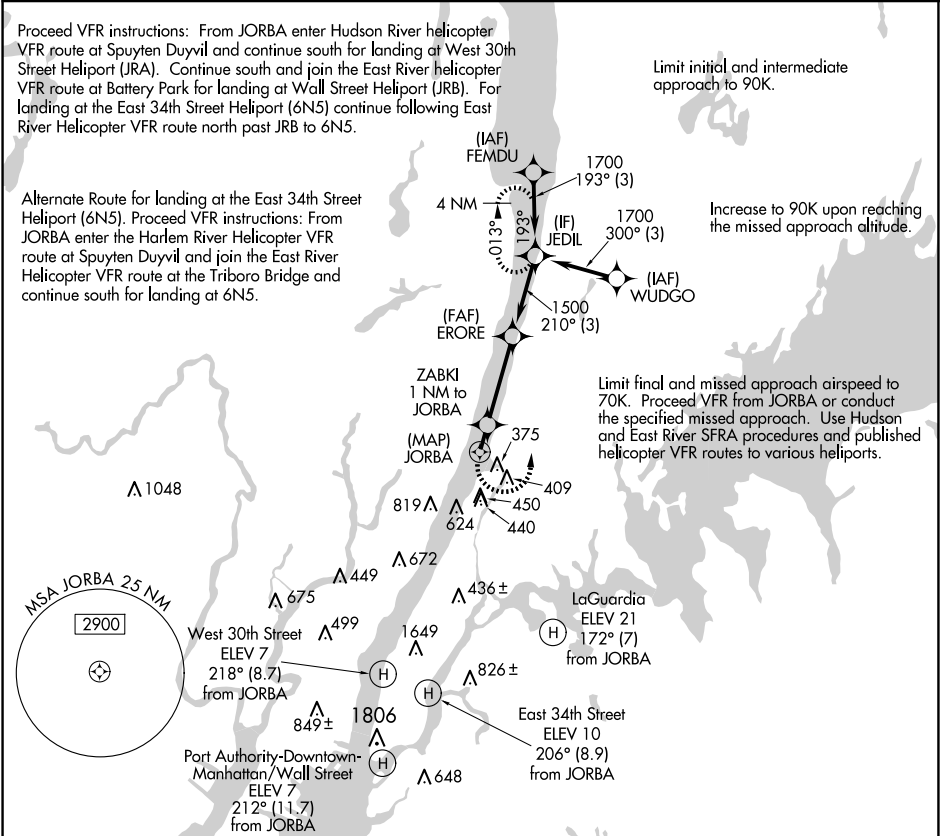 Proceed VFR instructions: From JORBA enter Hudson River helicopter
VFR route at Spuyten Duyvil and continue south for landing at West 30th
Street Heliport (JRA). Continue south and join the East River helicopter
VFR route at Battery Park for landing at Wall Street Heliport (JRB). For
landing at the East 34th Street Heliport (6N5) continue following East
River Helicopter VFR route north past JRB to 6N5.
Limit initial and intermediate
approach to 90K.
Alternate Route for landing at the East 34th Street
Heliport (6N5). Proceed VFR instructions: From
JORBA enter the Harlem River Helicopter VFR
route at Spuyten Duyvil and join the East River
Helicopter VFR route at the Triboro Bridge and
continue south for landing at 6N5.
(IAF)
FEMDU
1700
193° (3)
4 NM
013°
193°
(IF)
JEDIL
1700
300° (3)
Increase to 90K upon reaching
the missed approach altitude.
(IAF)
WUDGO
1500
210° (3)
(FAF)
ERORE
ZABKI
1 NM to
JORBA
(MAP)
JORBA
Limit final and missed approach airspeed to
70K. Proceed VFR from JORBA or conduct
the specified missed approach. Use Hudson
and East River SFRA procedures and published
helicopter VFR routes to various heliports.
375
409
450
440
1048
819
624
672
449
675
436±
499
1649
826±
849±
1806
648
MSA JORBA 25 NM
2900
West 30th Street
ELEV 7
218° (8.7)
from JORBA
H
LaGuardia
ELEV 21
172° (7)
from JORBA
H
East 34th Street
ELEV 10
206° (8.9)
from JORBA
H
Port Authority-Downtown-
Manhattan/Wall Street
ELEV 7
212° (11.7)
from JORBA
H